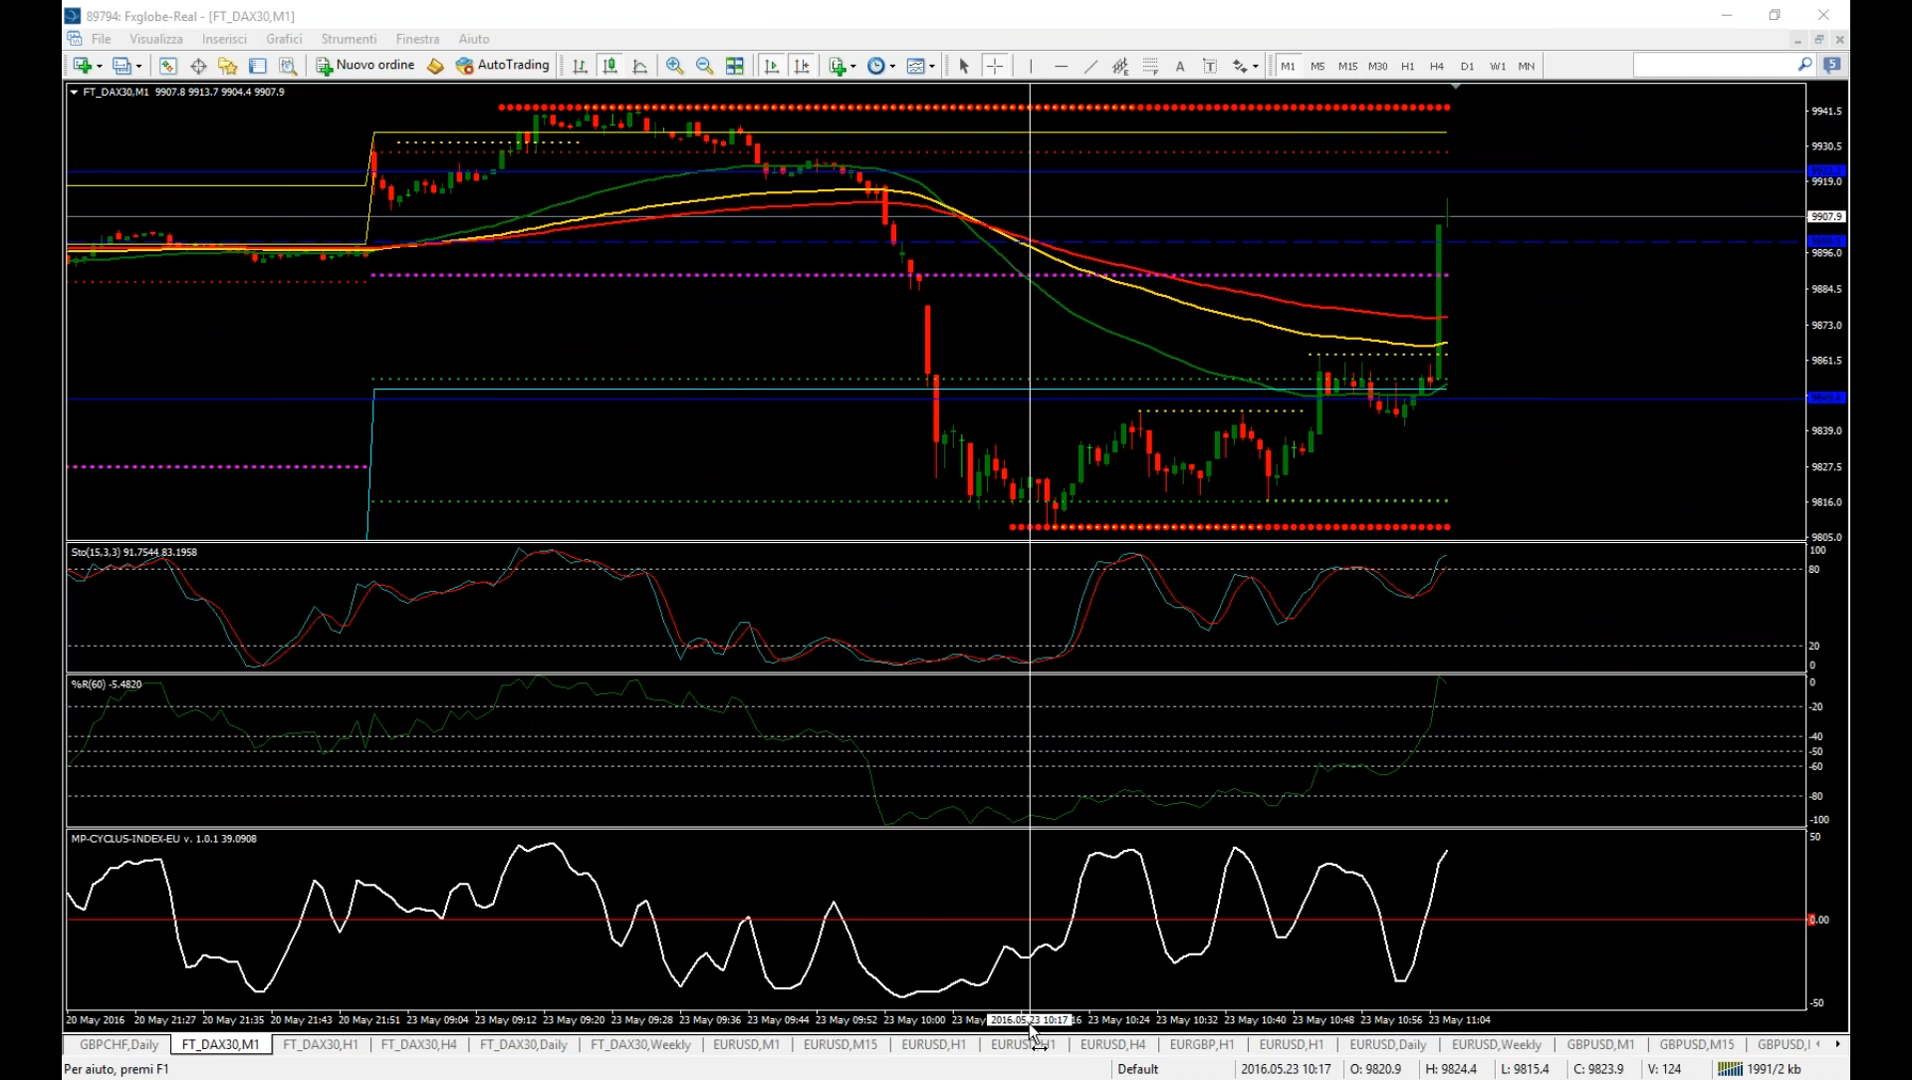 89794: Fxglobe-Real - [FT_DAX30,M1]
File Visualizza Inserisci Grafici Strumenti Finestra Aiuto
Nuovo ordine AutoTrading A T M1 M5 M15 M30 H1 H4 D1 W1 MN 5
FT_DAX30,M1 9907.8 9913.7 9904.4 9907.9
9941.5
9930.5
9919.0
9907.9
9896.0
9884.5
9873.0
9861.5
9839.0
9827.5
9816.0
9805.0
Sto(15,3,3) 91.7544 83.1958
100
80
20
0
%R(60) -5.4820
0
-20
-40
-50
-60
-80
-100
MP-CYCLUS-INDEX-EU v. 1.0.1 39.0908
50
0.00
-50
20 May 2016 20 May 21:27 20 May 21:35 20 May 21:43 20 May 21:51 23 May 09:04 23 May 09:12 23 May 09:20 23 May 09:28 23 May 09:36 23 May 09:44 23 May 09:52 23 May 10:00 23 May 2016.05.23 10:17 16 23 May 10:24 23 May 10:32 23 May 10:40 23 May 10:48 23 May 10:56 23 May 11:04
GBPCHF,Daily FT_DAX30,M1 FT_DAX30,H1 FT_DAX30,H4 FT_DAX30,Daily FT_DAX30,Weekly EURUSD,M1 EURUSD,M15 EURUSD,H1 EURUSD,H1 EURUSD,H4 EURGBP,H1 EURUSD,H1 EURUSD,Daily EURUSD,Weekly GBPUSD,M1 GBPUSD,M15 GBPUSD,
Per aiuto, premi F1 Default 2016.05.23 10:17 O: 9820.9 H: 9824.4 L: 9815.4 C: 9823.9 V: 124 1991/2 kb